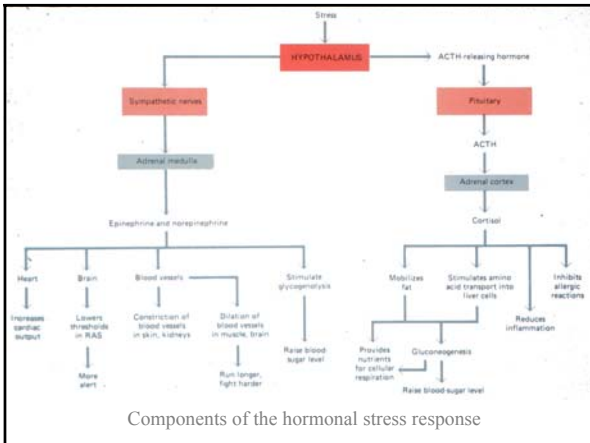 Stress
HYPOTHALAMUS
ACTH-releasing hormone
Sympathetic nerves
Pituitary
ACTH
Adrenal medulla
Adrenal cortex
Epinephrine and norepinephrine
Cortisol
Heart
Brain
Blood vessels
Stimulate
glycogenolysis
Mobilizes
fat
Stimulates amino
acid transport into
liver cells
Inhibits
allergic
reactions
Increases
cardiac
output
Lowers
thresholds
in RAS
Constriction of
blood vessels
in skin, kidneys
Dilation of
blood vessels
in muscle, brain
Reduces
inflammation
Raise blood-
sugar level
Provides
nutrients
for cellular
respiration
Gluconeogenesis
More
alert
Run longer,
fight harder
Raise blood-sugar level
Components of the hormonal stress response